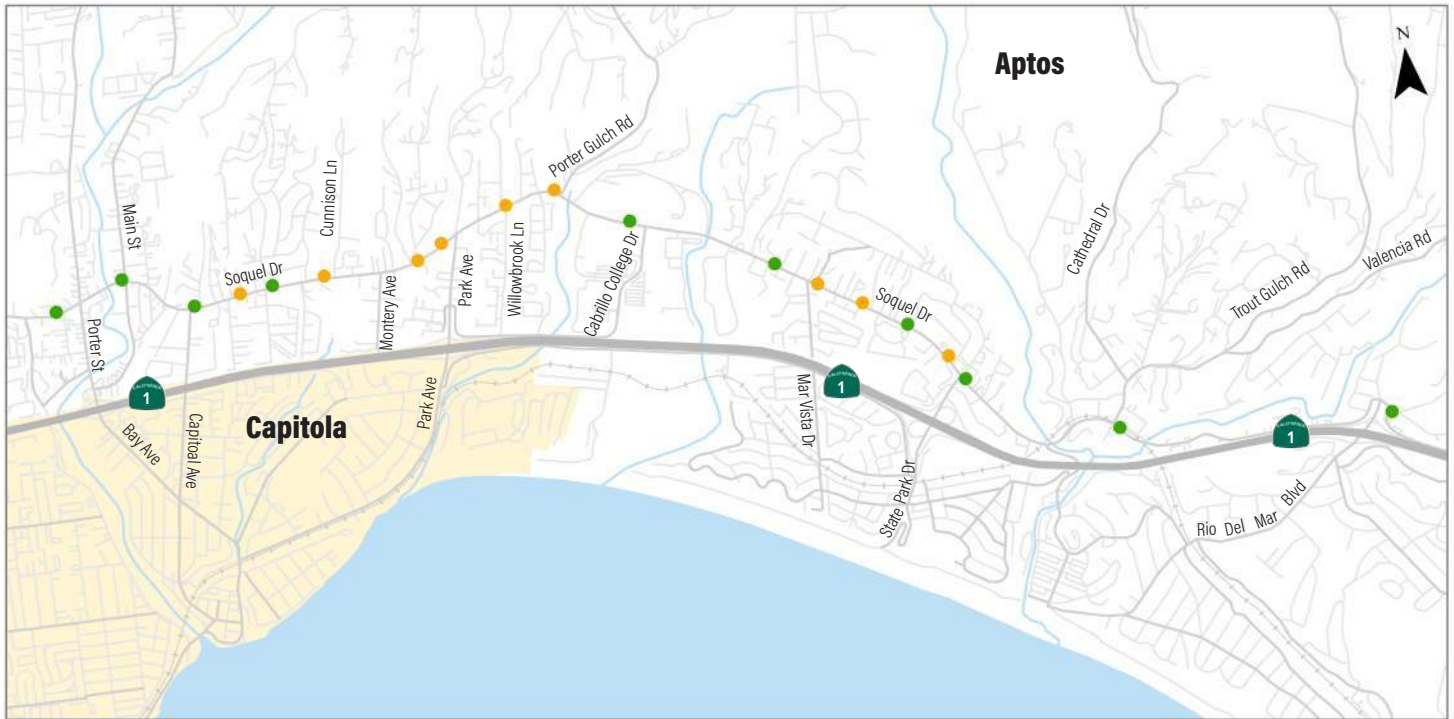 N
Aptos
Porter Gulch Rd
Main St
Cunnison Ln
Soquel Dr
Montery Ave
Park Ave
Willowbrook Ln
Cabrillo College Dr
Cathedral Dr
Valencia Rd
Trout Gulch Rd
Soquel Dr
Porter St
1
Capitola
Bay Ave
Capitoal Ave
Park Ave
Mar Vista Dr
1
State Park Dr
1
Rio Del Mar Blvd